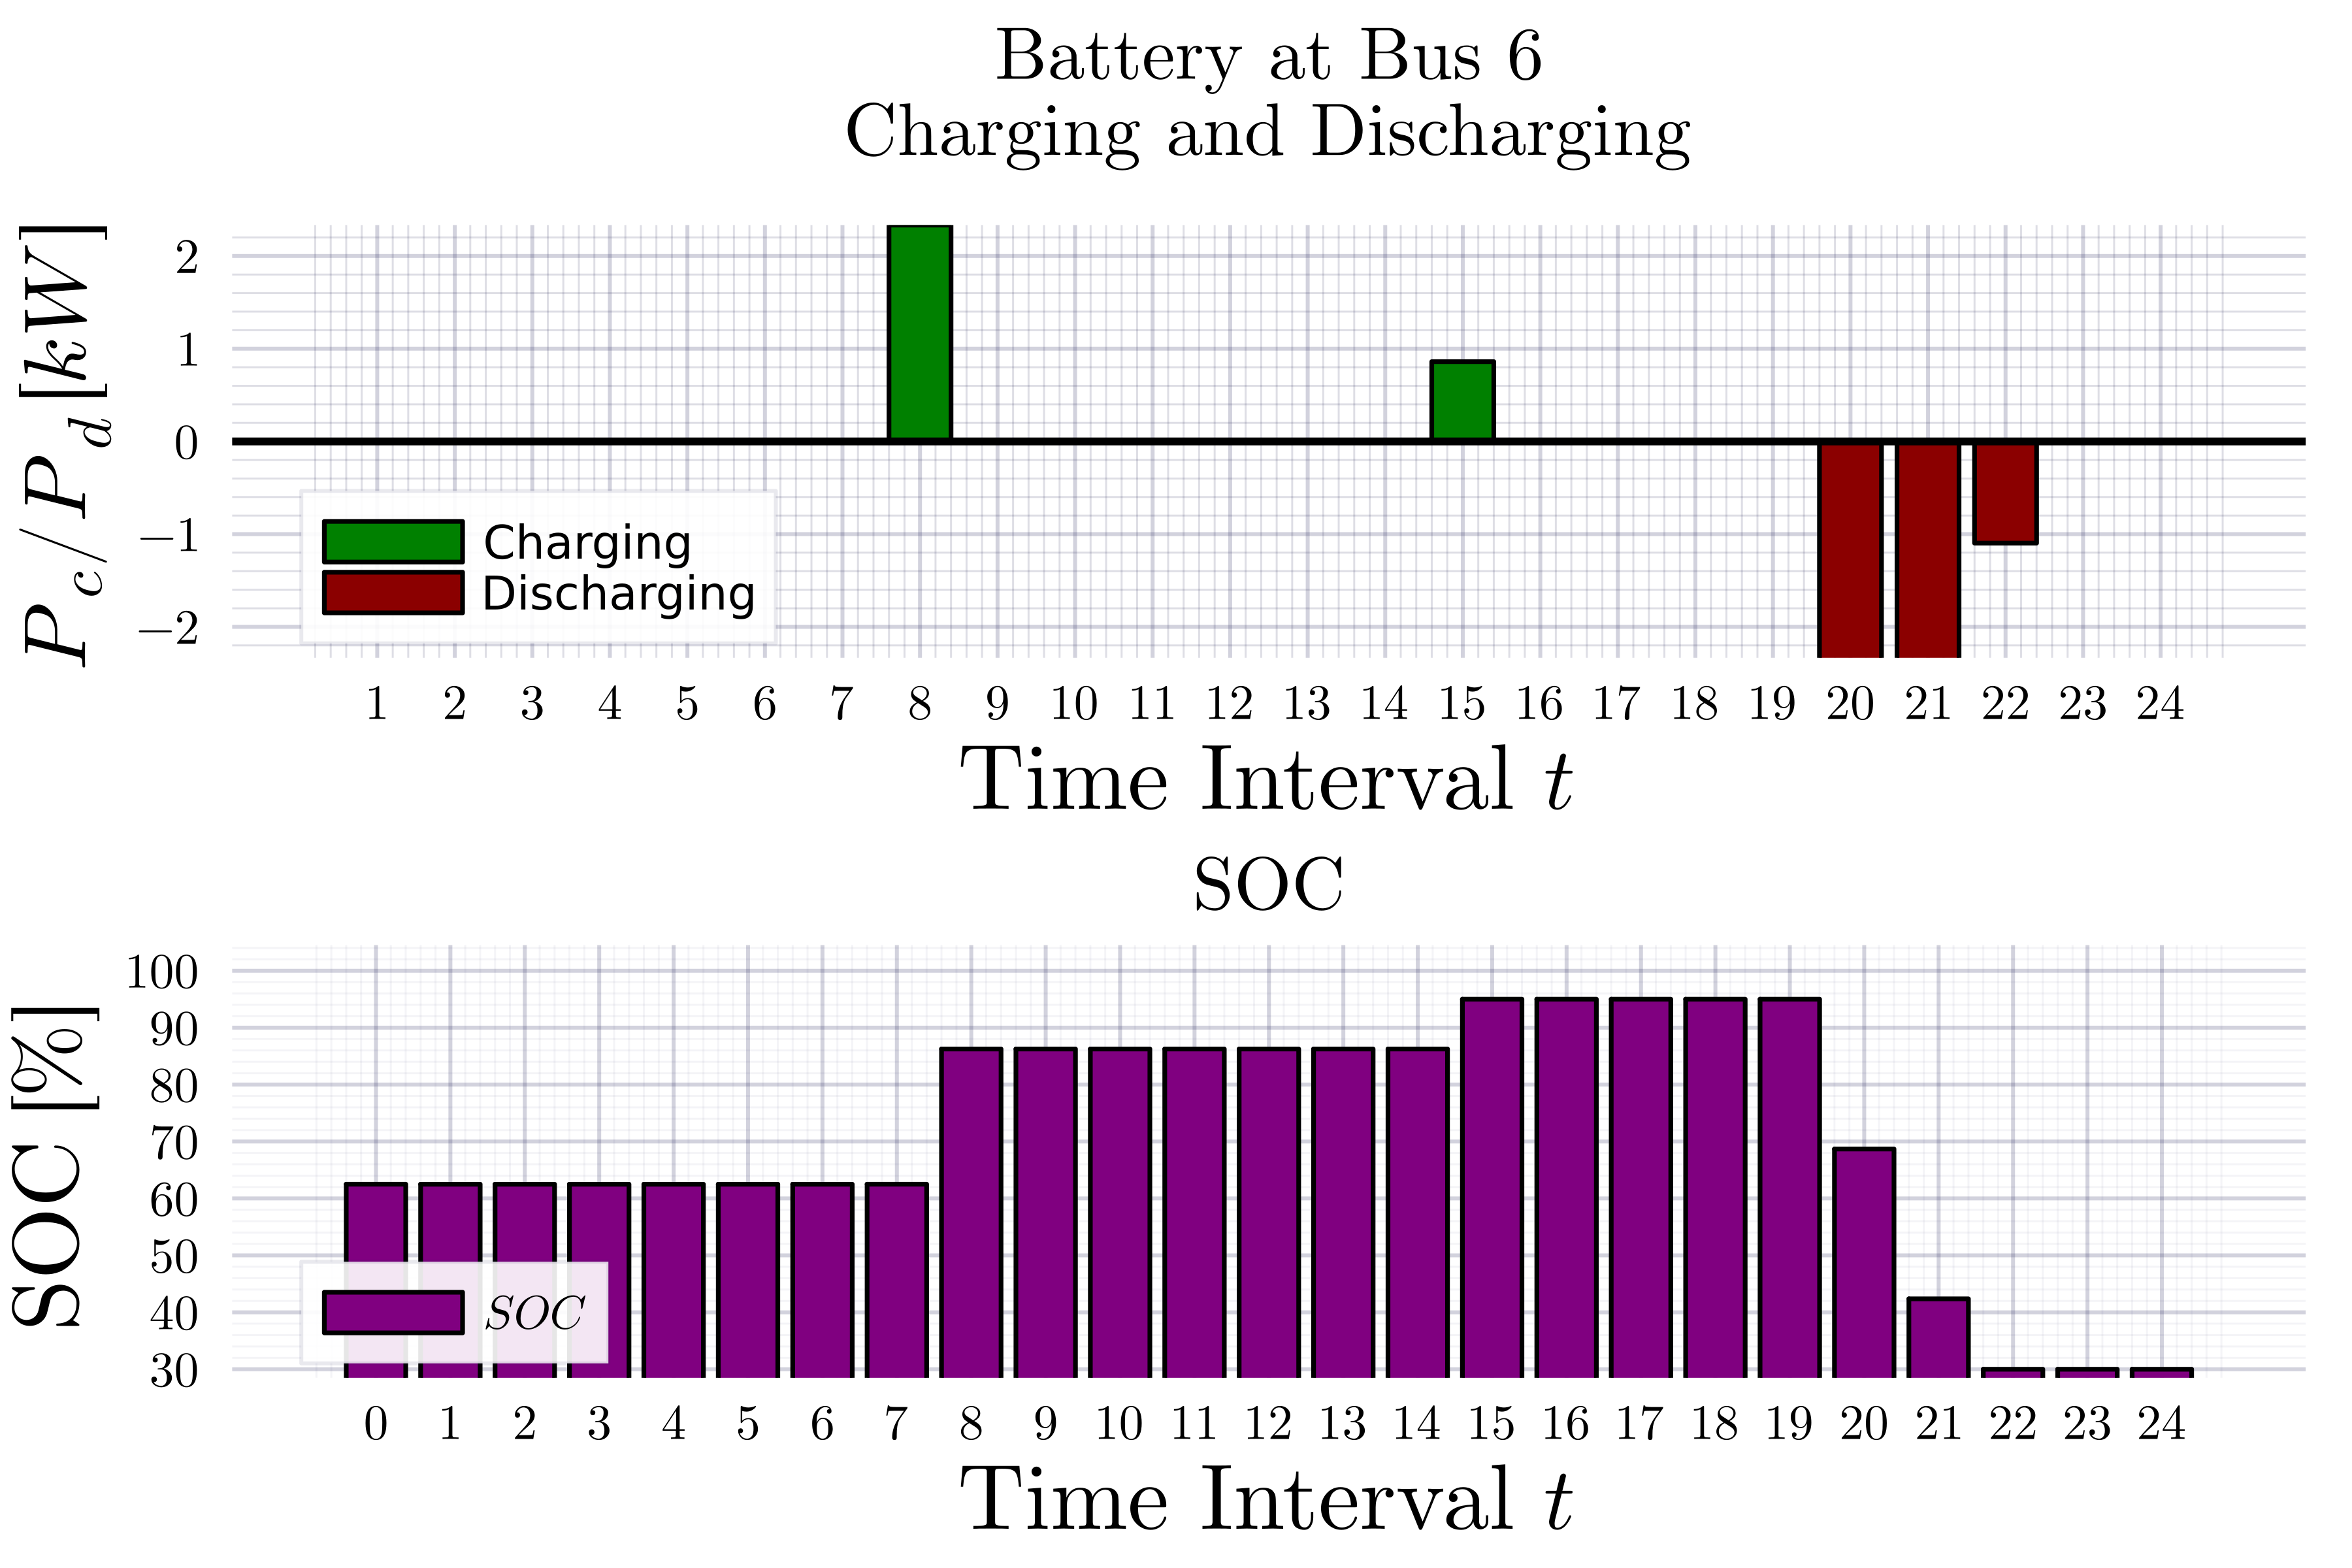 Battery at Bus 6
Charging and Discharging
P_c/P_d [kW]
2
1
0
−1
−2
Charging
Discharging
1 2 3 4 5 6 7 8 9 10 11 12 13 14 15 16 17 18 19 20 21 22 23 24
Time Interval t
SOC
SOC [%]
100
90
80
70
60
50
40
30
SOC
0 1 2 3 4 5 6 7 8 9 10 11 12 13 14 15 16 17 18 19 20 21 22 23 24
Time Interval t